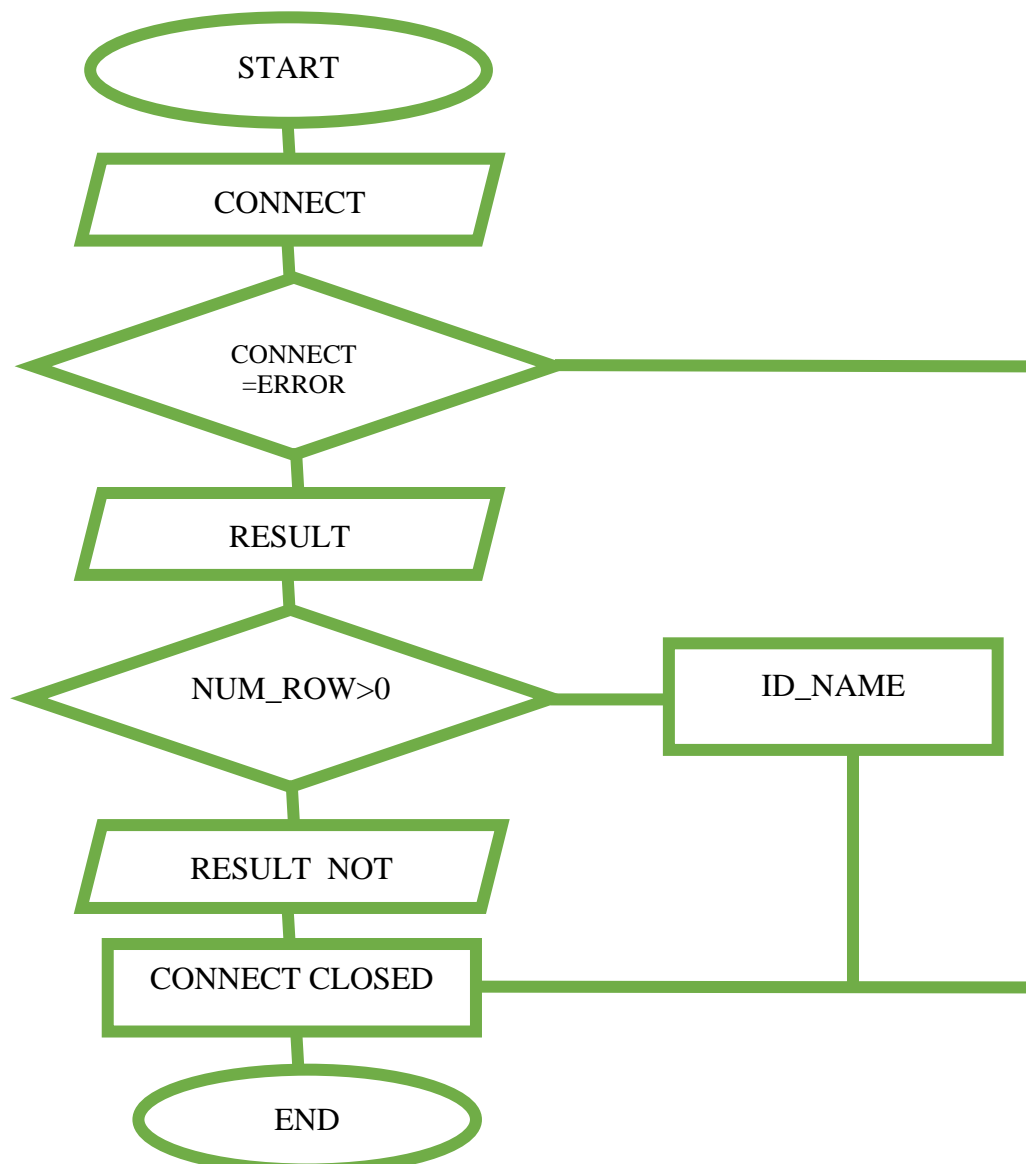 START
CONNECT
CONNECT
=ERROR
RESULT
NUM_ROW>0
ID_NAME
RESULT  NOT
CONNECT CLOSED
END